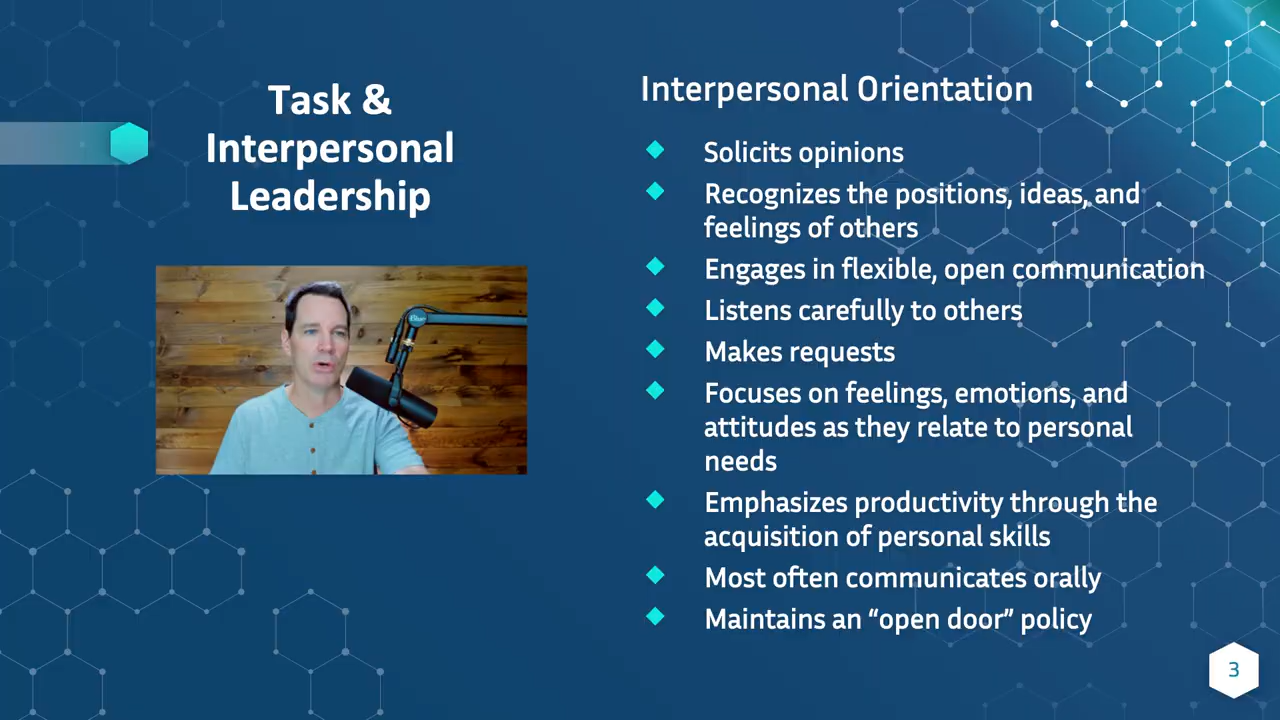 Task &
Interpersonal
Leadership
Interpersonal Orientation
Solicits opinions
Recognizes the positions, ideas, and
feelings of others
Engages in flexible, open communication
Listens carefully to others
Makes requests
Focuses on feelings, emotions, and
attitudes as they relate to personal
needs
Emphasizes productivity through the
acquisition of personal skills
Most often communicates orally
Maintains an “open door” policy
Blue
3